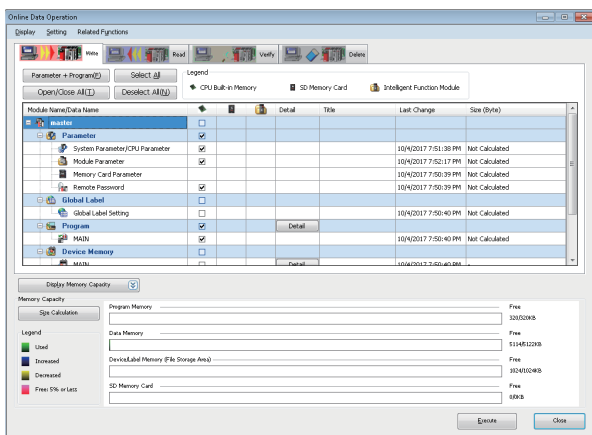 Online Data Operation
Display Setting Related Functions
Write Read Verify Delete
Parameter + Program(F) Select All Legend
Open/Close All(T) Deselect All(N) CPU Built-in Memory SD Memory Card Intelligent Function Module
Module Name/Data Name Detail Title Last Change Size (Byte)
master
Parameter
System Parameter/CPU Parameter 10/4/2017 7:51:38 PM Not Calculated
Module Parameter 10/4/2017 7:52:17 PM Not Calculated
Memory Card Parameter 10/4/2017 7:50:39 PM Not Calculated
Remote Password 10/4/2017 7:50:39 PM Not Calculated
Global Label
Global Label Setting 10/4/2017 7:50:40 PM Not Calculated
Program Detail
MAIN 10/4/2017 7:50:40 PM Not Calculated
Device Memory
MAIN Detail 10/4/2017 7:50:40 PM -
Display Memory Capacity
Memory Capacity
Size Calculation Program Memory Free
320/320KB
Legend Data Memory Free
Used 5114/5122KB
Increased Device/Label Memory (File Storage Area) Free
Decreased 1024/1024KB
Free: 5% or Less SD Memory Card Free
0/0KB
Execute Close